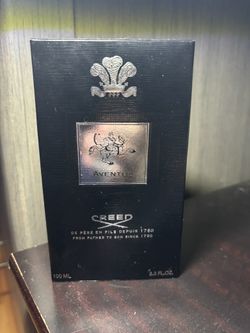 AVENTUS
CREED
DE PÈRE EN FILS DEPUIS 1760
FROM FATHER TO SON SINCE 1760
100 ML 3.3 FL.OZ.